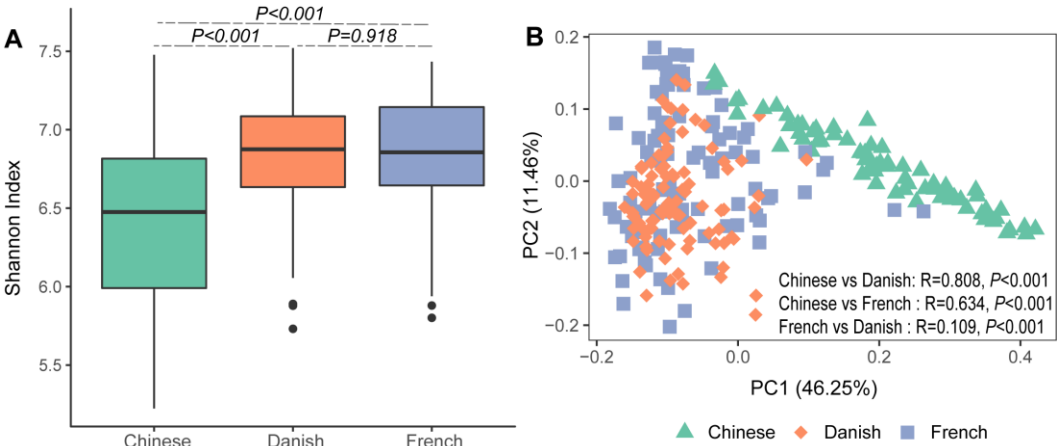 A
P<0.001
P<0.001
P=0.918
7.5
7.0
6.5
6.0
5.5
Shannon Index
Chinese
Danish
French
B
0.2
0.1
0.0
−0.1
−0.2
PC2 (11.46%)
Chinese vs Danish: R=0.808, P<0.001
Chinese vs French : R=0.634, P<0.001
French vs Danish : R=0.109, P<0.001
−0.2
0.0
0.2
0.4
PC1 (46.25%)
Chinese
Danish
French